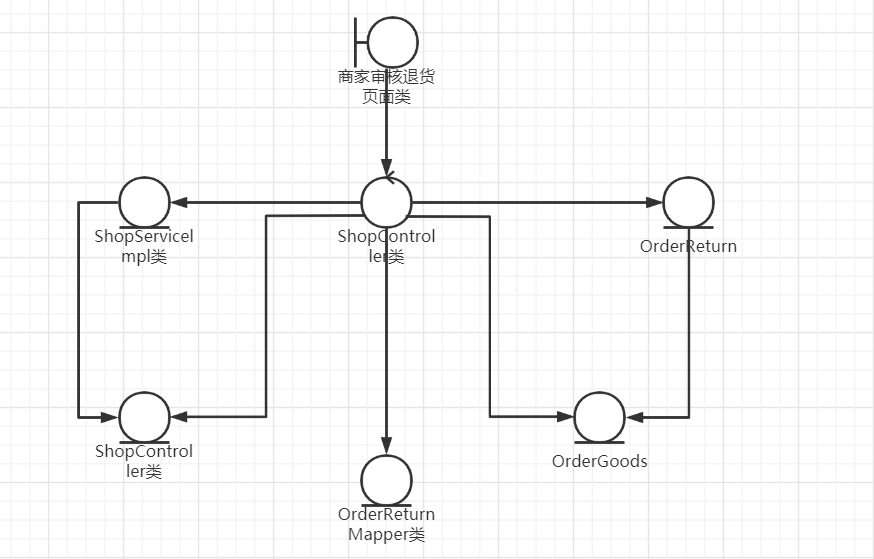 商家审核退货
页面类
ShopServiceI
mpl类
ShopControl
ler类
OrderReturn
ShopControl
ler类
OrderGoods
OrderReturn
Mapper类